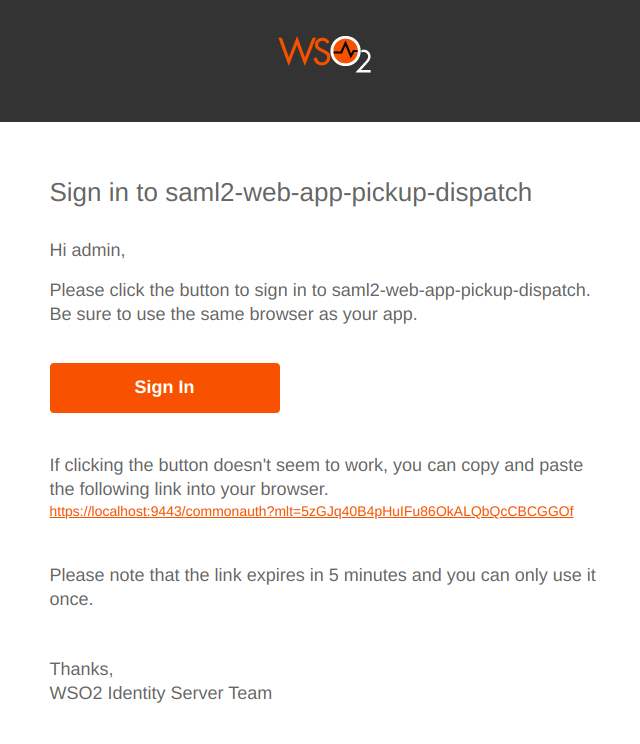 WSO2
Sign in to saml2-web-app-pickup-dispatch
Hi admin,
Please click the button to sign in to saml2-web-app-pickup-dispatch.
Be sure to use the same browser as your app.
Sign In
If clicking the button doesn't seem to work, you can copy and paste
the following link into your browser.
https://localhost:9443/commonauth?mlt=5zGJq40B4pHuIFu86OkALQbQcCBCGGOf
Please note that the link expires in 5 minutes and you can only use it
once.
Thanks,
WSO2 Identity Server Team